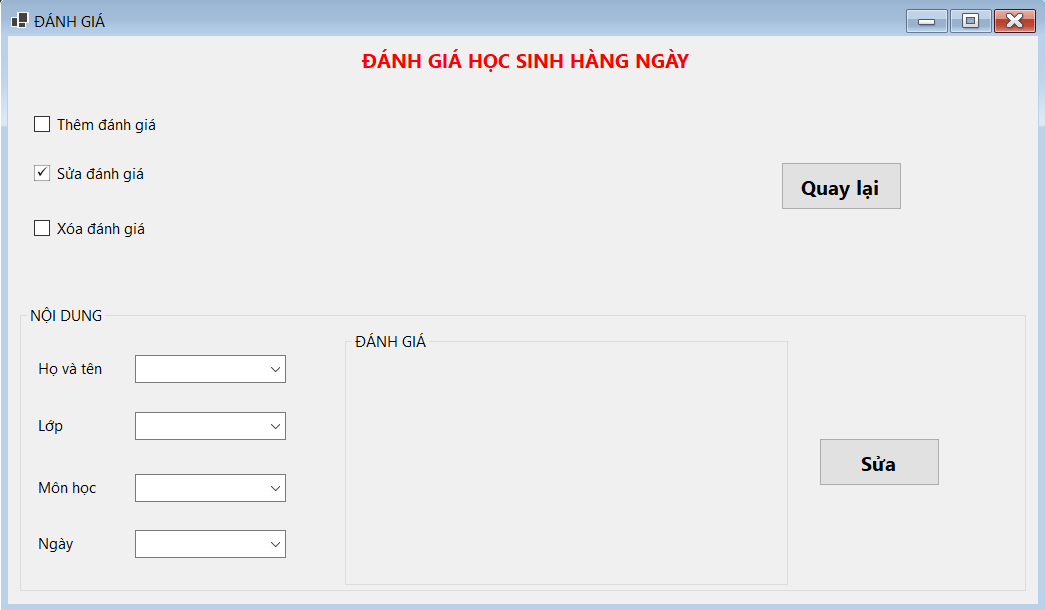 ĐÁNH GIÁ
ĐÁNH GIÁ HỌC SINH HÀNG NGÀY
Thêm đánh giá
Sửa đánh giá
Quay lại
Xóa đánh giá
NỘI DUNG
ĐÁNH GIÁ
Họ và tên
Lớp
Sửa
Môn học
Ngày